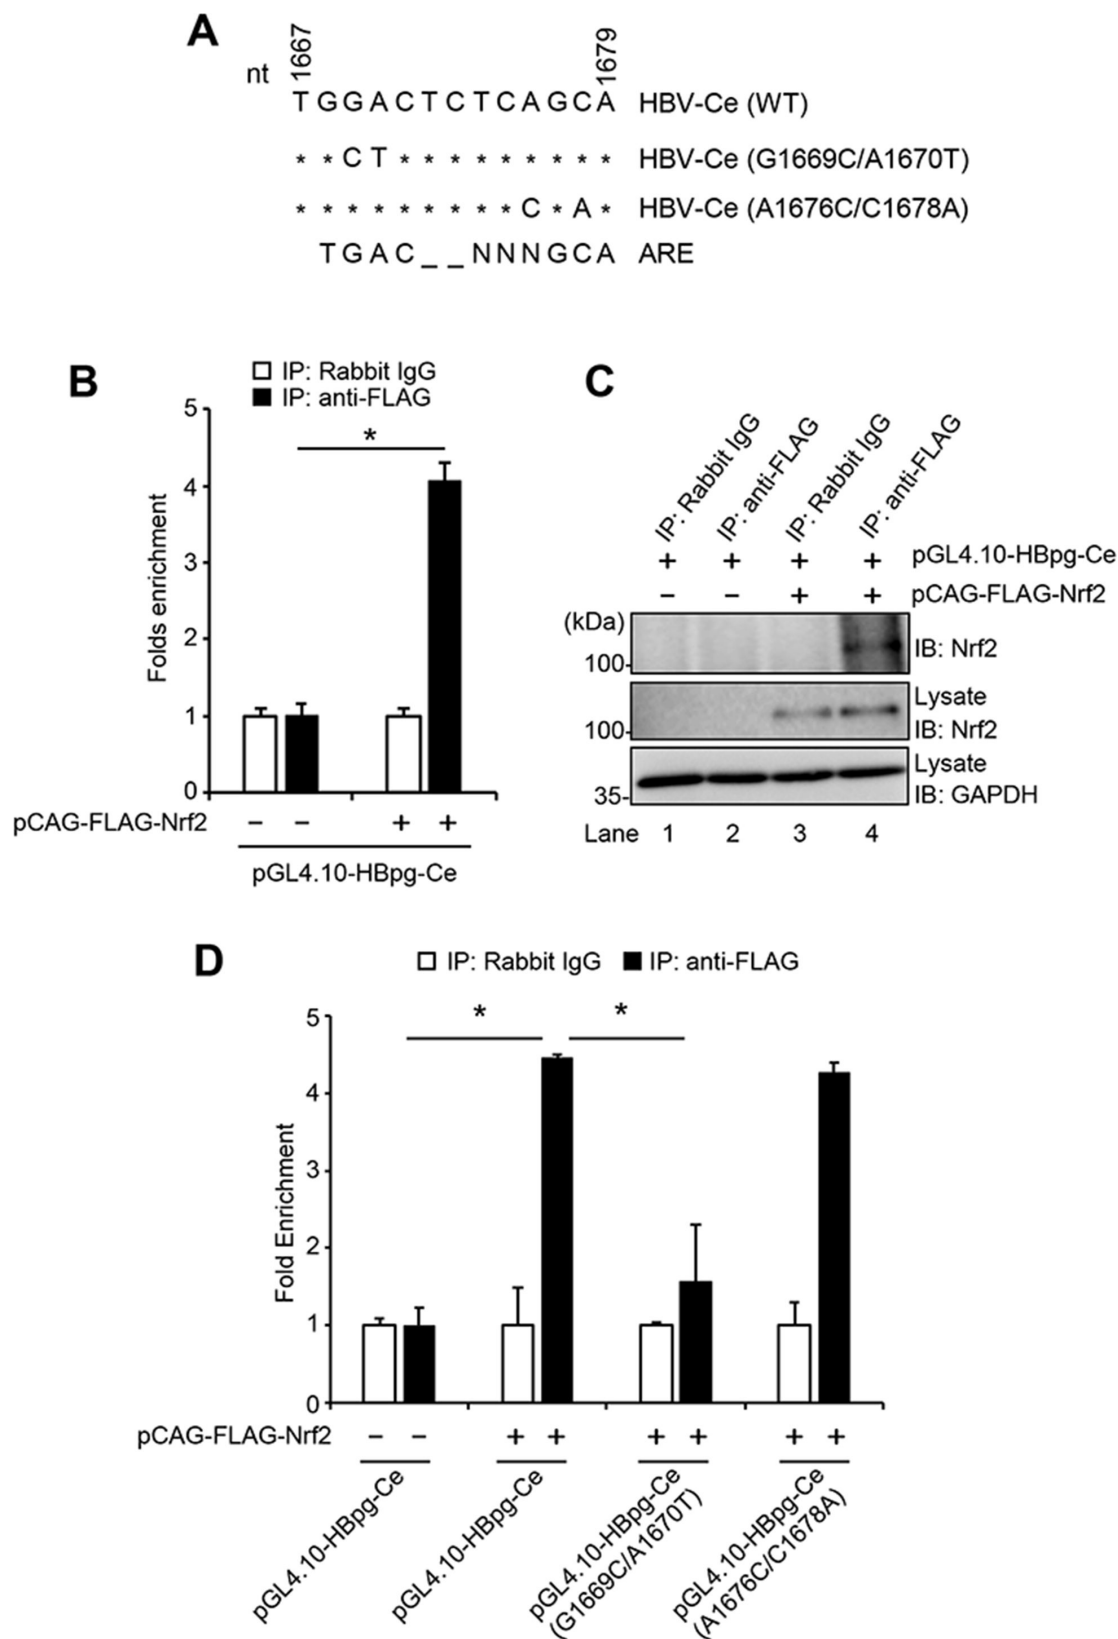 A
nt 1667 1679
T G G A C T C T C A G C A HBV-Ce (WT)
* * C T * * * * * * * * * HBV-Ce (G1669C/A1670T)
* * * * * * * * * C * A * HBV-Ce (A1676C/C1678A)
T G A C _ _ N N N G C A ARE
B
IP: Rabbit IgG
IP: anti-FLAG
Folds enrichment
5
4
3
2
1
0
*
pCAG-FLAG-Nrf2 − − + +
pGL4.10-HBpg-Ce
C
IP: Rabbit IgG
IP: anti-FLAG
IP: Rabbit IgG
IP: anti-FLAG
+ + + + pGL4.10-HBpg-Ce
− − + + pCAG-FLAG-Nrf2
(kDa)
100- IB: Nrf2
Lysate
100- IB: Nrf2
Lysate
35- IB: GAPDH
Lane 1 2 3 4
D
IP: Rabbit IgG IP: anti-FLAG
Fold Enrichment
5
4
3
2
1
0
* *
pCAG-FLAG-Nrf2 − − + + + + + +
pGL4.10-HBpg-Ce
pGL4.10-HBpg-Ce
pGL4.10-HBpg-Ce
(G1669C/A1670T)
pGL4.10-HBpg-Ce
(A1676C/C1678A)